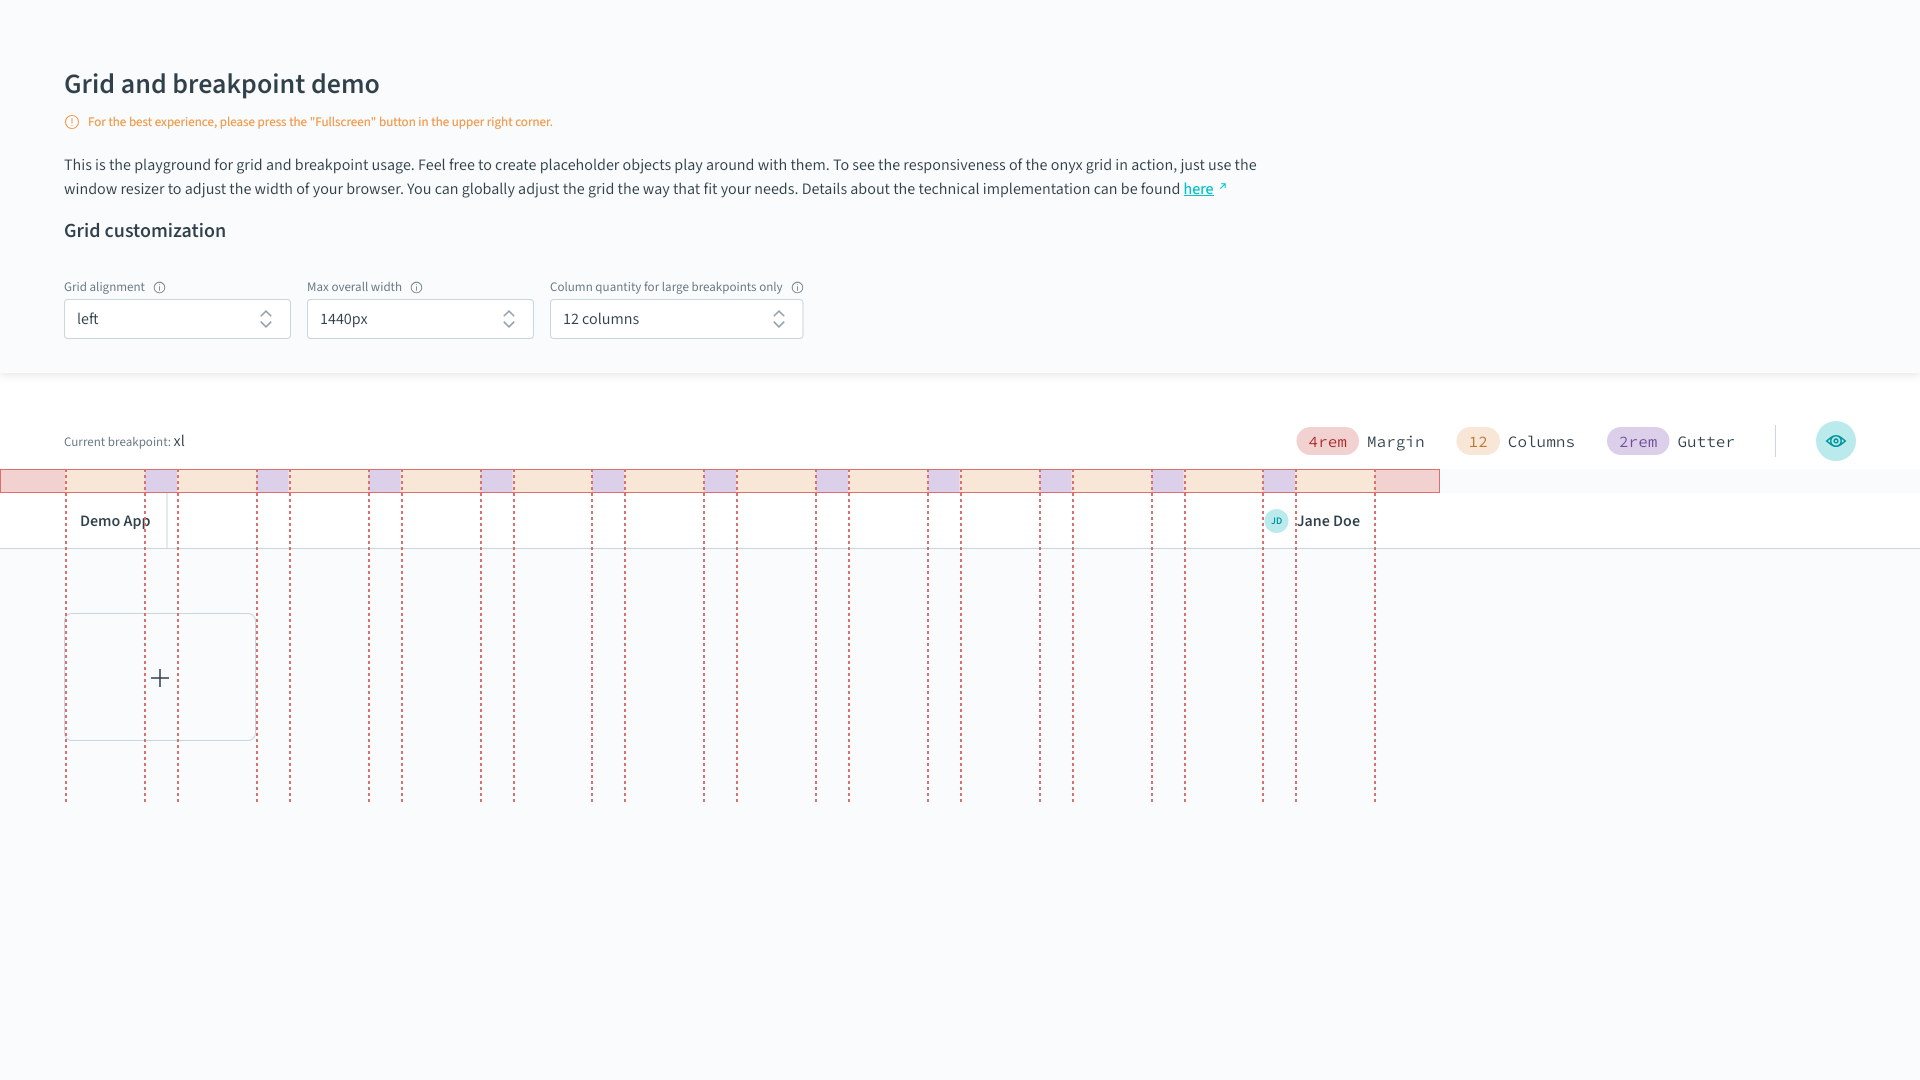 Grid and breakpoint demo
For the best experience, please press the "Fullscreen" button in the upper right corner.
This is the playground for grid and breakpoint usage. Feel free to create placeholder objects play around with them. To see the responsiveness of the onyx grid in action, just use the
window resizer to adjust the width of your browser. You can globally adjust the grid the way that fit your needs. Details about the technical implementation can be found here
Grid customization
Grid alignment
Max overall width
Column quantity for large breakpoints only
left
1440px
12 columns
Current breakpoint: xl
4rem Margin
12 Columns
2rem Gutter
Demo App
JD Jane Doe